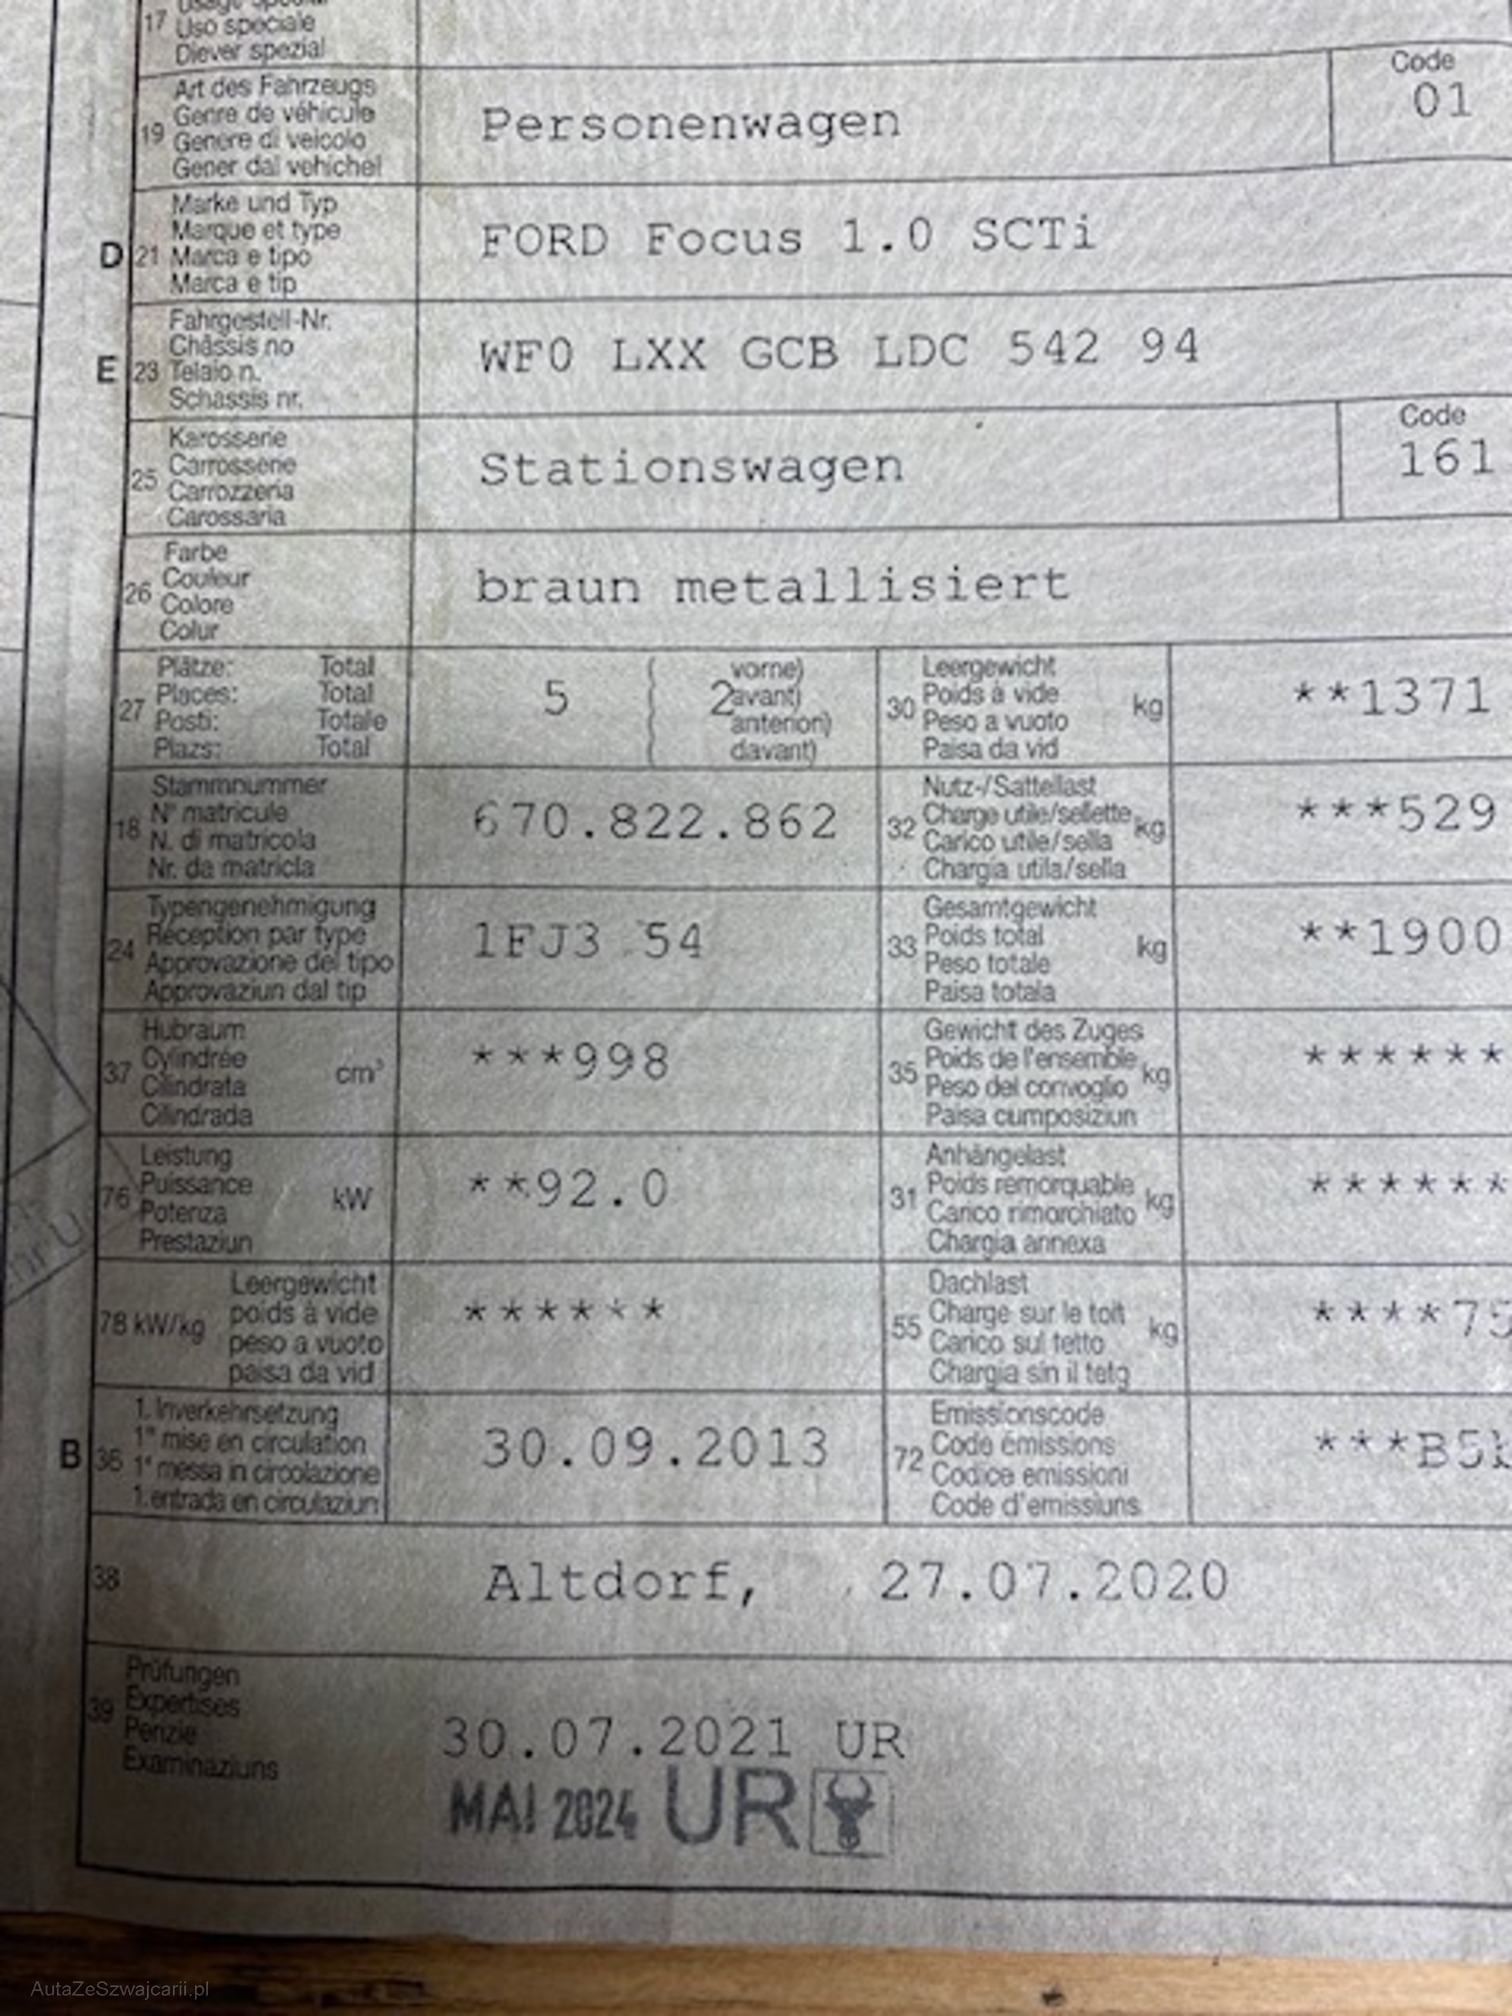 17 Uso speciale
Diever spezial
Art des Fahrzeugs
Genre de véhicule
19 Genere di veicolo
Gener dal vehichel
Personenwagen
Code
01
Marke und Typ
Marque et type
D 21 Marca e tipo
Marca e tip
FORD Focus 1.0 SCTi
Fahrgestell-Nr.
Châssis no
E 23 Telaio n.
Schassis nr.
WF0 LXX GCB LDC 542 94
Karosserie
Carrosserie
25 Carrozzeria
Carossaria
Stationswagen
Code
161
Farbe
Couleur
26 Colore
Colur
braun metallisiert
Plätze: Total
Places: Total
27 Posti: Totale
Plazs: Total
5 ( 2 vorne)
( avant)
( anteriori)
( davant)
Leergewicht
30 Poids à vide kg
Peso a vuoto
Paisa da vid
**1371
Stammnummer
N° matricule
18 N. di matricola
Nr. da matricla
670.822.862
Nutz-/Sattellast
32 Charge utile/sellette kg
Carico utile/sella
Chargia utila/sella
***529
Typengenehmigung
Réception par type
24 Approvazione del tipo
Approvaziun dal tip
1FJ3 54
Gesamtgewicht
33 Poids total kg
Peso totale
Paisa totala
**1900
Hubraum
37 Cylindrée cm³
Cilindrata
Cilindrada
***998
Gewicht des Zuges
35 Poids de l'ensemble kg
Peso del convoglio
Paisa cumposiziun
******
Leistung
76 Puissance kW
Potenza
Prestaziun
**92.0
Anhängelast
31 Poids remorquable kg
Carico rimorchiato
Chargia annexa
******
Leergewicht
78 kW/kg poids à vide
peso a vuoto
paisa da vid
******
Dachlast
55 Charge sur le toit kg
Carico sul tetto
Chargia sin il tetg
****75
1. Inverkehrsetzung
1re mise en circulation
B 36 1a messa in circolazione
1. entrada en circulaziun
30.09.2013
Emissionscode
72 Code émissions
Codice emissioni
Code d'emissiuns
***B5
38 Altdorf, 27.07.2020
Prüfungen
39 Expertises
Perizie
Examinaziuns
30.07.2021 UR
MAI 2024 UR
AutaZeSzwajcarii.pl